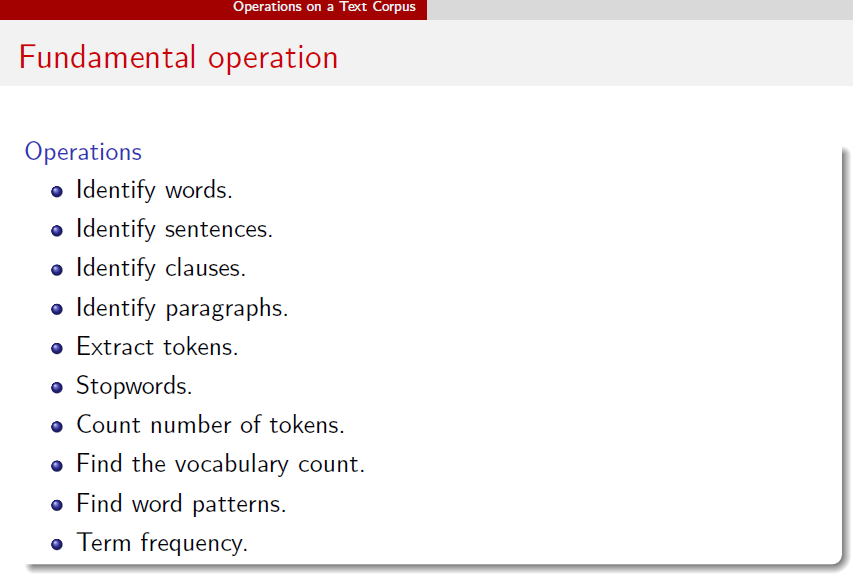 Operations on a Text Corpus
Fundamental operation
Operations
Identify words.
Identify sentences.
Identify clauses.
Identify paragraphs.
Extract tokens.
Stopwords.
Count number of tokens.
Find the vocabulary count.
Find word patterns.
Term frequency.